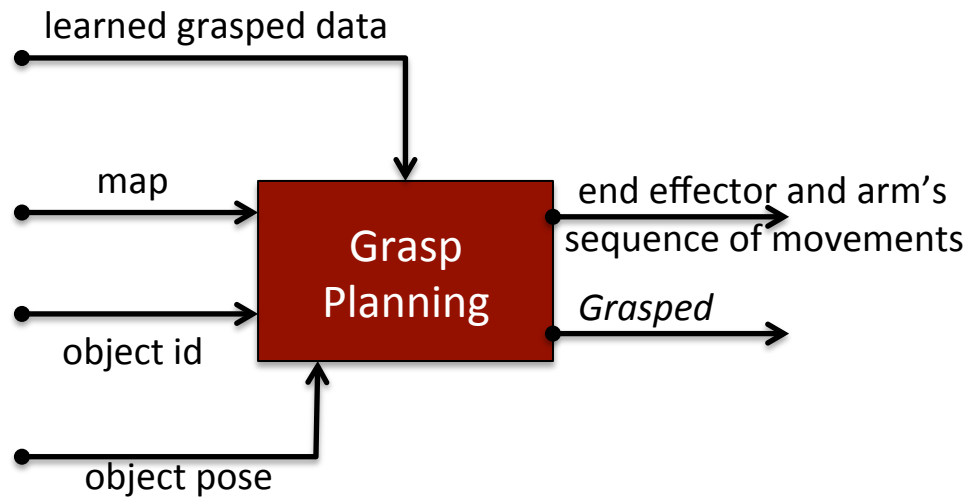 learned grasped data
map
end effector and arm's
sequence of movements
Grasp
Planning
Grasped
object id
object pose